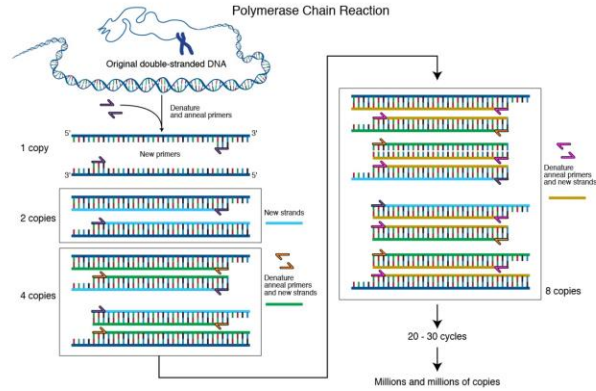 Polymerase Chain Reaction
Original double-stranded DNA
Denature
and anneal primers
5'
3'
1 copy
New primers
3'
5'
2 copies
New strands
4 copies
Denature
anneal primers
and new strands
Denature
anneal primers
and new strands
8 copies
20 - 30 cycles
Millions and millions of copies